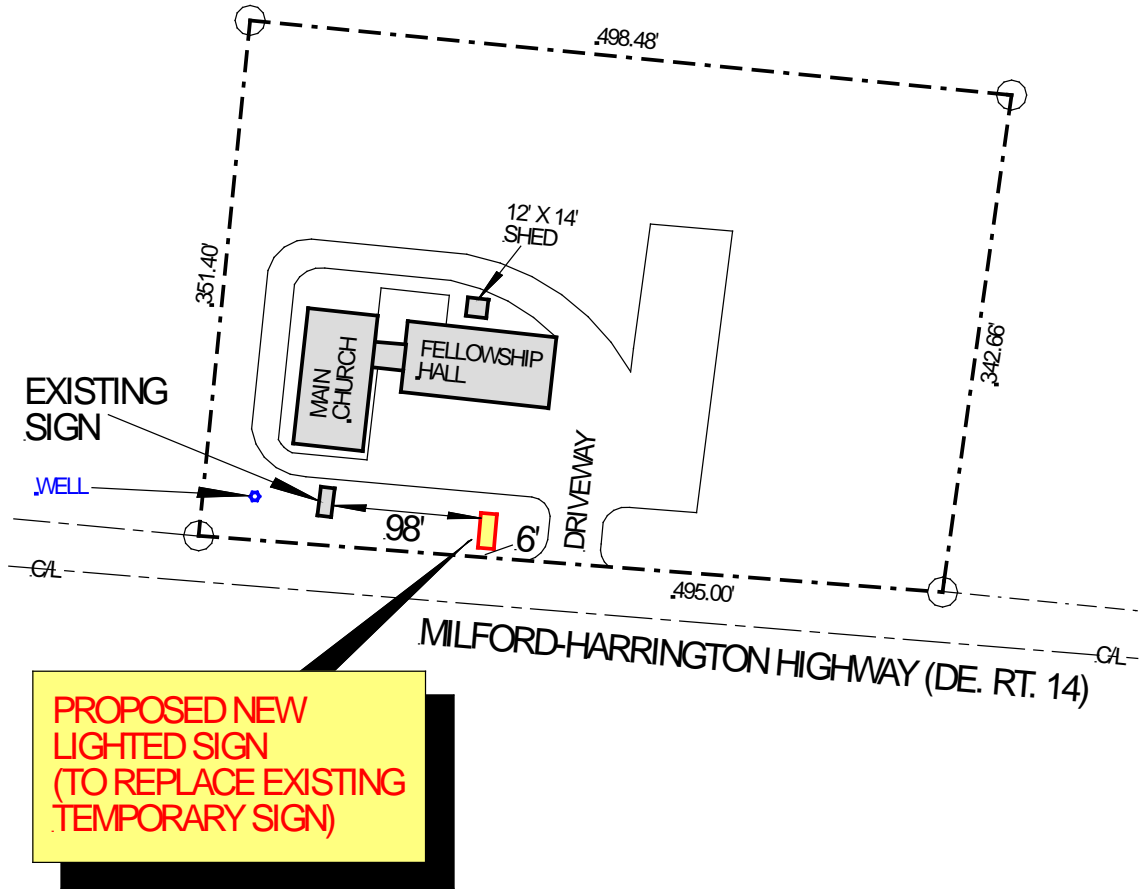 498.48'
12' X 14'
SHED
351.40'
342.66'
FELLOWSHIP
HALL
MAIN
CHURCH
EXISTING
SIGN
WELL
DRIVEWAY
98'
6'
C/L
495.00'
MILFORD-HARRINGTON HIGHWAY (DE. RT. 14)
C/L
PROPOSED NEW
LIGHTED SIGN
(TO REPLACE EXISTING
TEMPORARY SIGN)